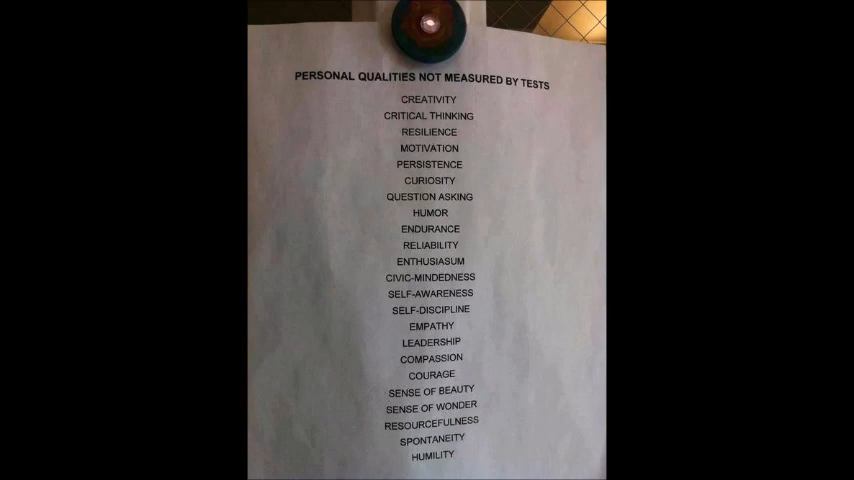 PERSONAL QUALITIES NOT MEASURED BY TESTS
CREATIVITY
CRITICAL THINKING
RESILIENCE
MOTIVATION
PERSISTENCE
CURIOSITY
QUESTION ASKING
HUMOR
ENDURANCE
RELIABILITY
ENTHUSIASUM
CIVIC-MINDEDNESS
SELF-AWARENESS
SELF-DISCIPLINE
EMPATHY
LEADERSHIP
COMPASSION
COURAGE
SENSE OF BEAUTY
SENSE OF WONDER
RESOURCEFULNESS
SPONTANEITY
HUMILITY